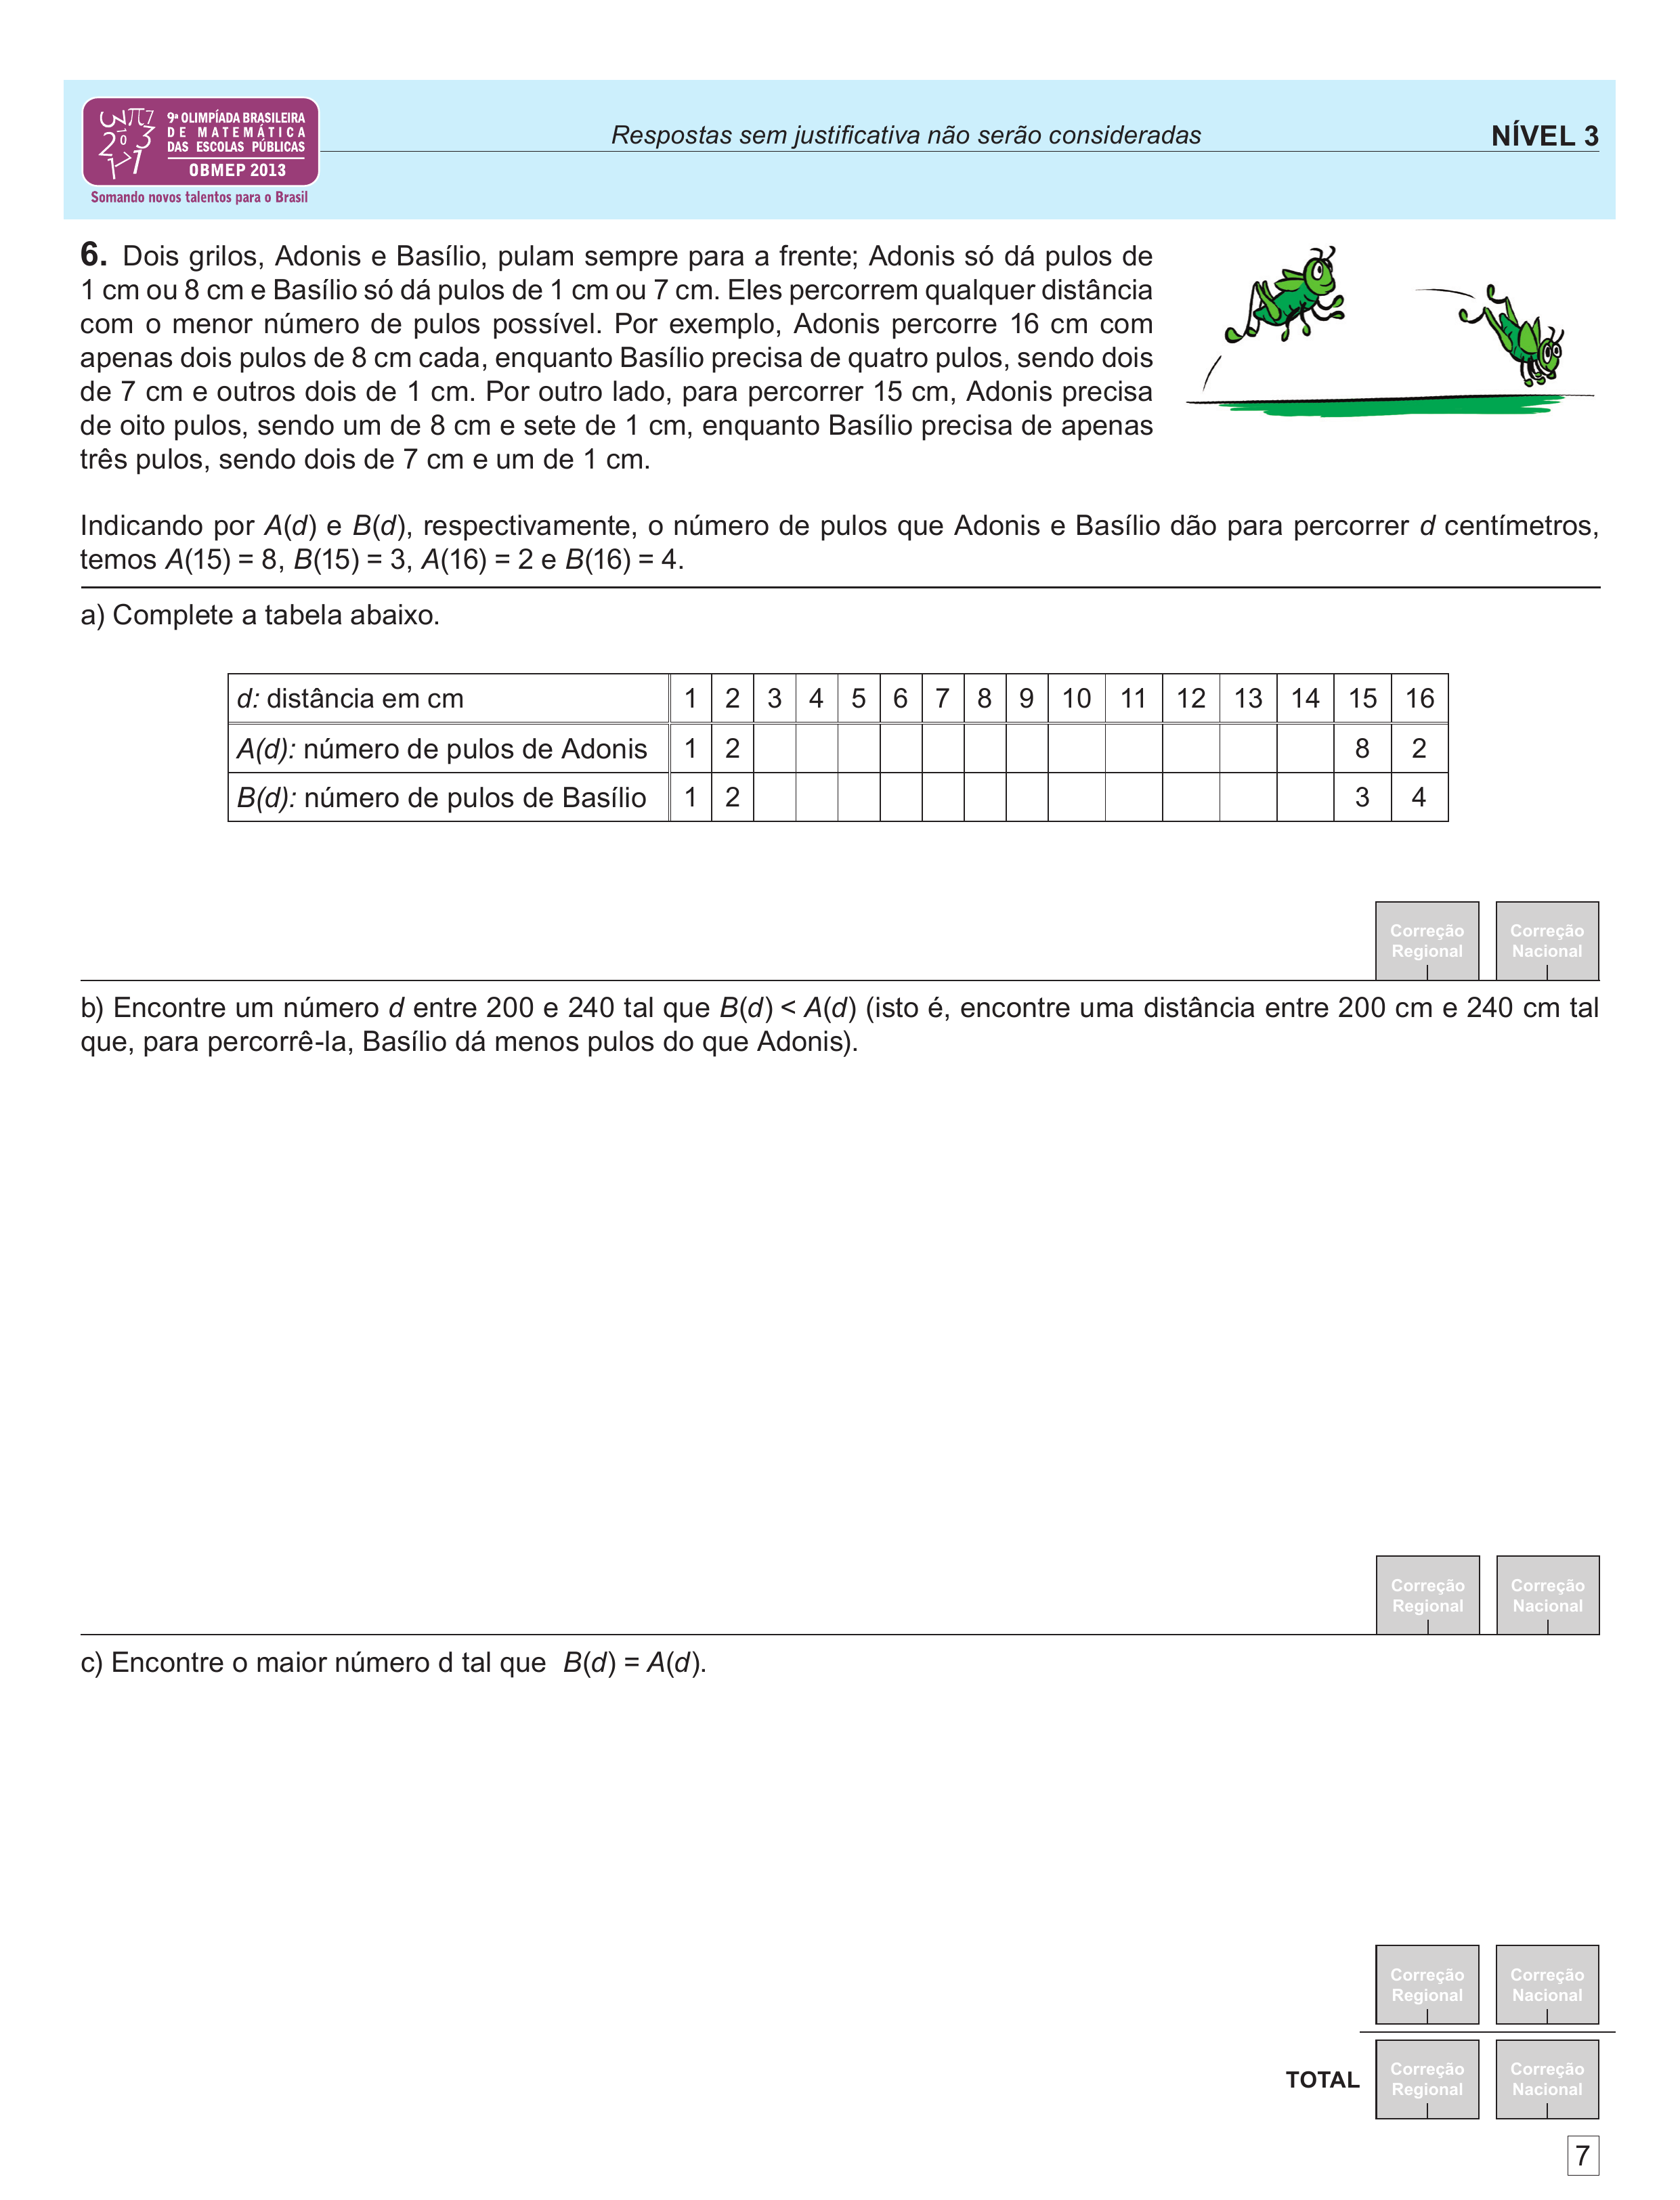 9ª OLIMPÍADA BRASILEIRA
DE MATEMÁTICA
DAS ESCOLAS PÚBLICAS
OBMEP 2013
Somando novos talentos para o Brasil
Respostas sem justificativa não serão consideradas
NÍVEL 3
6. Dois grilos, Adonis e Basílio, pulam sempre para a frente; Adonis só dá pulos de
1 cm ou 8 cm e Basílio só dá pulos de 1 cm ou 7 cm. Eles percorrem qualquer distância
com o menor número de pulos possível. Por exemplo, Adonis percorre 16 cm com
apenas dois pulos de 8 cm cada, enquanto Basílio precisa de quatro pulos, sendo dois
de 7 cm e outros dois de 1 cm. Por outro lado, para percorrer 15 cm, Adonis precisa
de oito pulos, sendo um de 8 cm e sete de 1 cm, enquanto Basílio precisa de apenas
três pulos, sendo dois de 7 cm e um de 1 cm.
Indicando por A(d) e B(d), respectivamente, o número de pulos que Adonis e Basílio dão para percorrer d centímetros,
temos A(15) = 8, B(15) = 3, A(16) = 2 e B(16) = 4.
a) Complete a tabela abaixo.
d: distância em cm 1 2 3 4 5 6 7 8 9 10 11 12 13 14 15 16
A(d): número de pulos de Adonis 1 2 8 2
B(d): número de pulos de Basílio 1 2 3 4
Correção Regional Correção Nacional
b) Encontre um número d entre 200 e 240 tal que B(d) < A(d) (isto é, encontre uma distância entre 200 cm e 240 cm tal
que, para percorrê-la, Basílio dá menos pulos do que Adonis).
Correção Regional Correção Nacional
c) Encontre o maior número d tal que B(d) = A(d).
Correção Regional Correção Nacional
TOTAL Correção Regional Correção Nacional
7